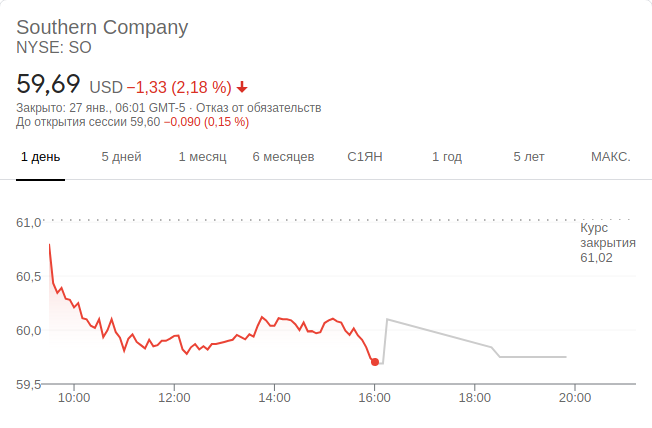 Southern Company
NYSE: SO
59,69 USD −1,33 (2,18 %)
Закрыто: 27 янв., 06:01 GMT-5 · Отказ от обязательств
До открытия сессии 59,60 −0,090 (0,15 %)
1 день 5 дней 1 месяц 6 месяцев С1ЯН 1 год 5 лет МАКС.
61,0
Курс
закрытия
61,02
60,5
60,0
59,5
10:00 12:00 14:00 16:00 18:00 20:00